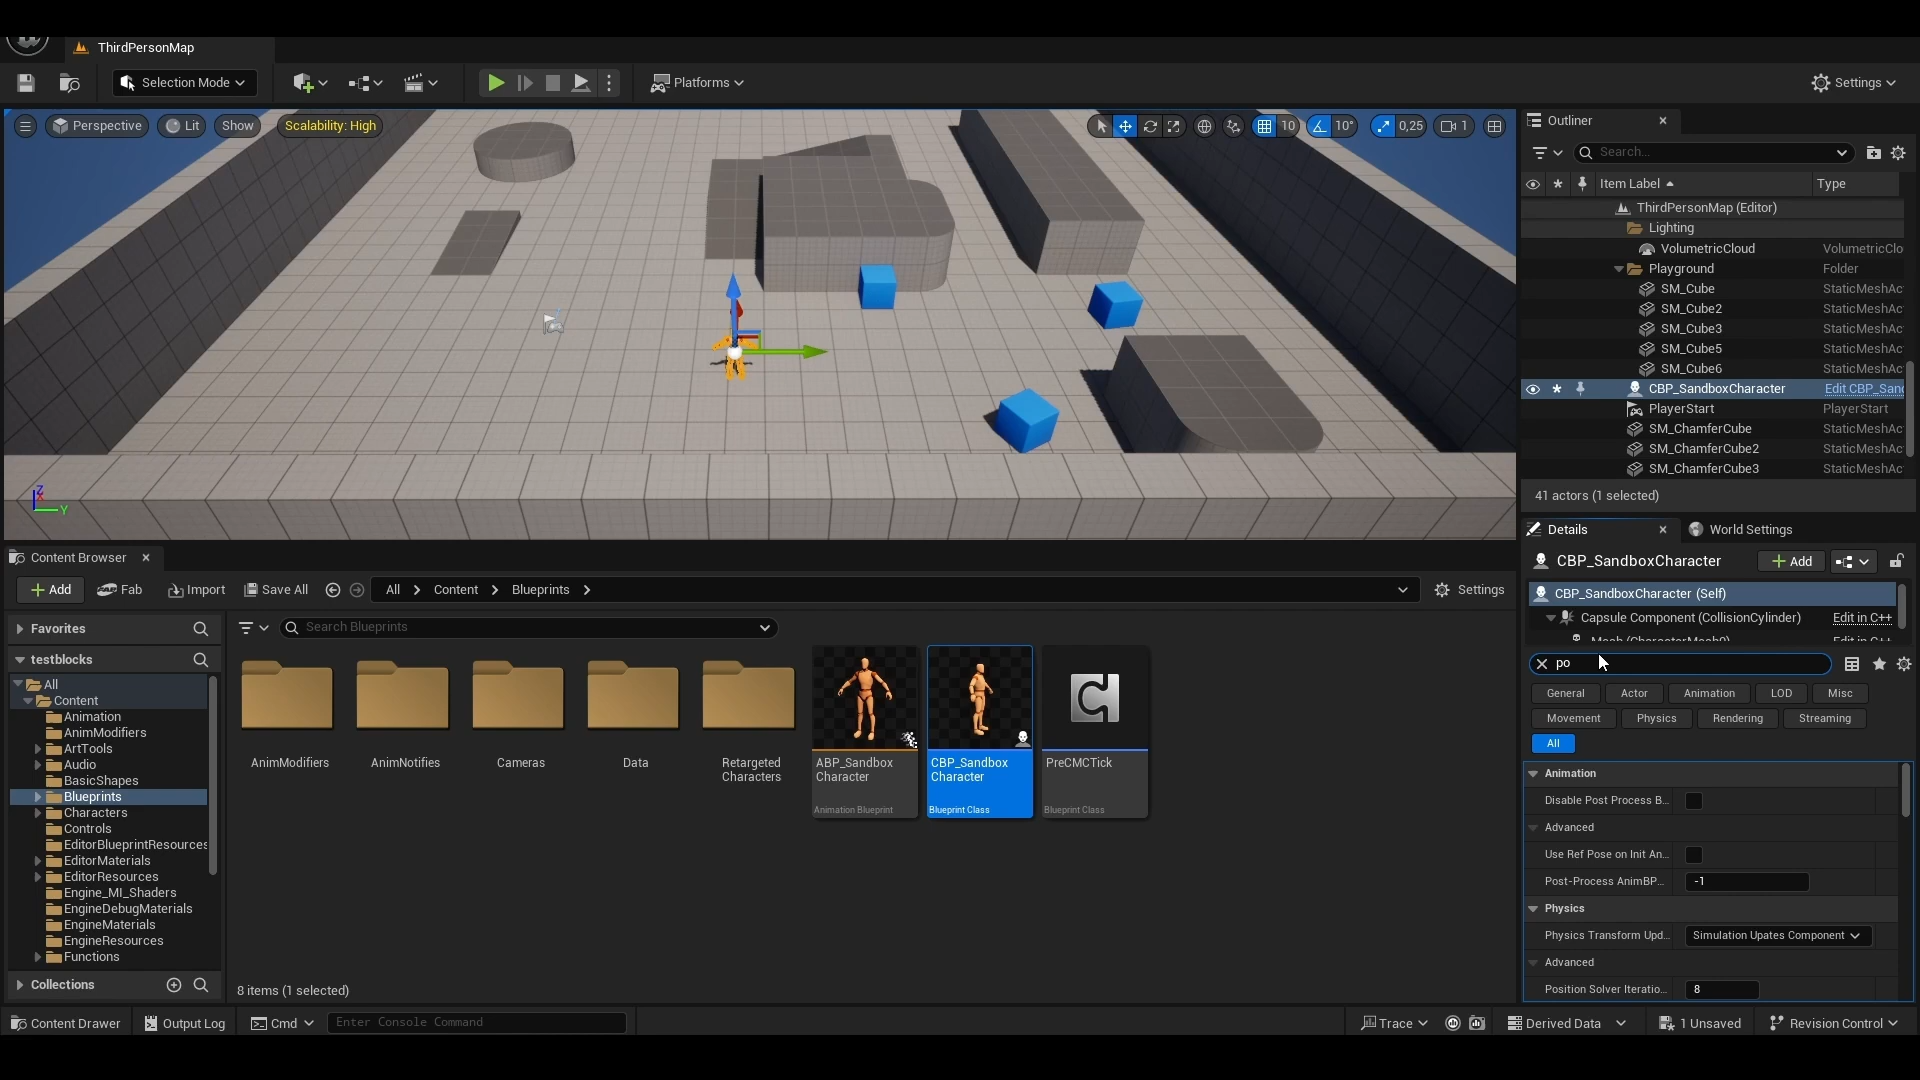 ThirdPersonMap
Selection Mode
Platforms
Settings
Perspective
Lit
Show
Scalability: High
10
10°
0,25
1
Z
Y
Outliner
Search...
Item Label
Type
ThirdPersonMap (Editor)
Lighting
VolumetricCloud
VolumetricClo
Playground
Folder
SM_Cube
StaticMeshAc
SM_Cube2
StaticMeshAc
SM_Cube3
StaticMeshAc
SM_Cube5
StaticMeshAc
SM_Cube6
StaticMeshAc
CBP_SandboxCharacter
Edit CBP_Sand
PlayerStart
PlayerStart
SM_ChamferCube
StaticMeshAc
SM_ChamferCube2
StaticMeshAc
SM_ChamferCube3
StaticMeshAc
41 actors (1 selected)
Details
World Settings
CBP_SandboxCharacter
Add
CBP_SandboxCharacter (Self)
Capsule Component (CollisionCylinder)
Edit in C++
Mesh (CharacterMesh0)
Edit in C++
po
General
Actor
Animation
LOD
Misc
Movement
Physics
Rendering
Streaming
All
Animation
Disable Post Process B...
Advanced
Use Ref Pose on Init An...
Post-Process AnimBP...
-1
Physics
Physics Transform Upd...
Simulation Upates Component
Advanced
Position Solver Iteratio...
8
Content Browser
Add
Fab
Import
Save All
All
Content
Blueprints
Settings
Favorites
testblocks
All
Content
Animation
AnimModifiers
ArtTools
Audio
BasicShapes
Blueprints
Characters
Controls
EditorBlueprintResources
EditorMaterials
EditorResources
Engine_MI_Shaders
EngineDebugMaterials
EngineMaterials
EngineResources
Functions
Collections
Search Blueprints
AnimModifiers
AnimNotifies
Cameras
Data
Retargeted
Characters
ABP_Sandbox
Character
Animation Blueprint
CBP_Sandbox
Character
Blueprint Class
PreCMCTick
Blueprint Class
8 items (1 selected)
Content Drawer
Output Log
Cmd
Enter Console Command
Trace
Derived Data
1 Unsaved
Revision Control